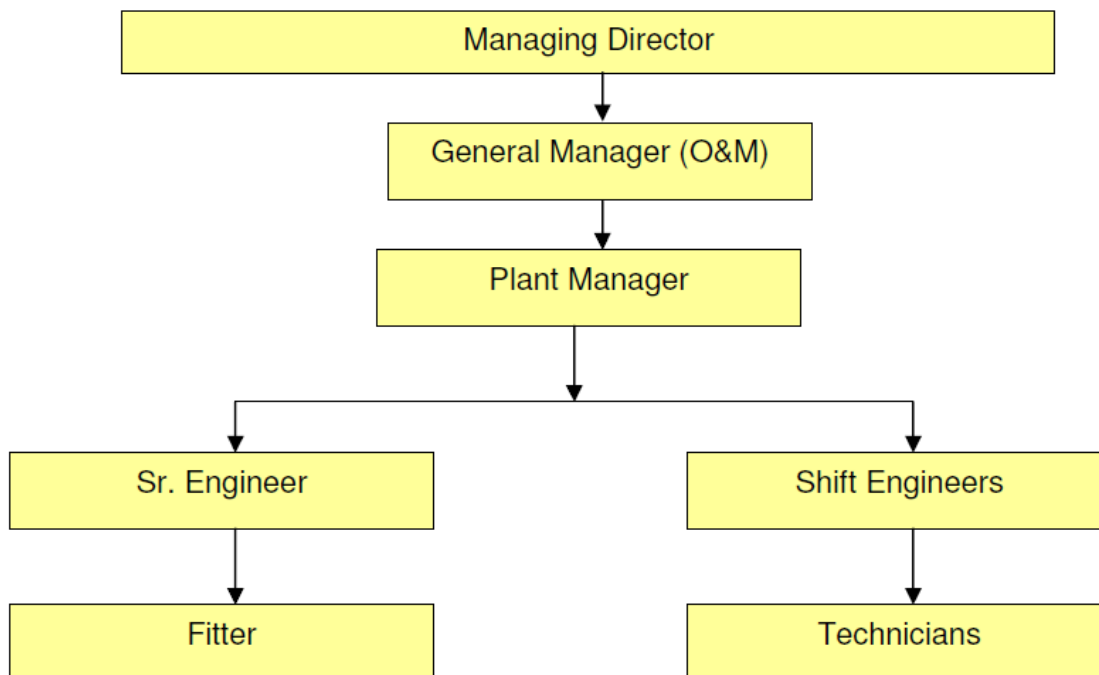 Managing Director
General Manager (O&M)
Plant Manager
Sr. Engineer
Shift Engineers
Fitter
Technicians